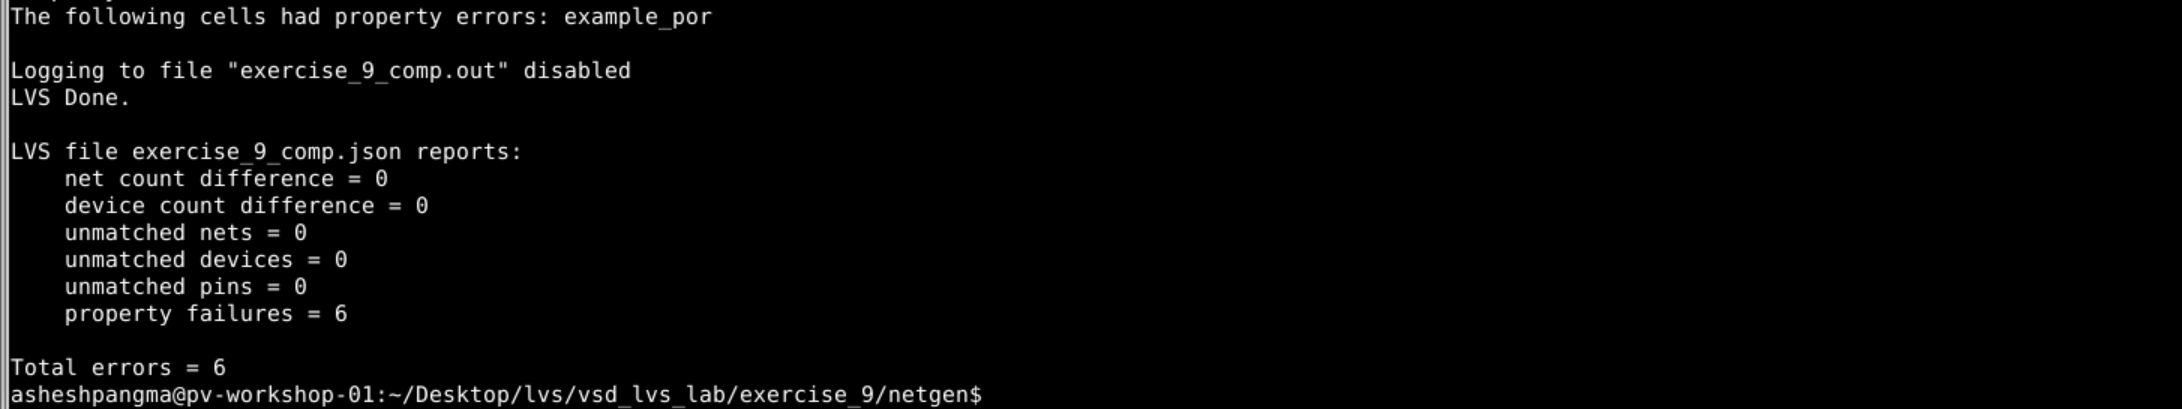 The following cells had property errors: example_por
Logging to file "exercise_9_comp.out" disabled
LVS Done.
LVS file exercise_9_comp.json reports:
    net count difference = 0
    device count difference = 0
    unmatched nets = 0
    unmatched devices = 0
    unmatched pins = 0
    property failures = 6
Total errors = 6
asheshpangma@pv-workshop-01:~/Desktop/lvs/vsd_lvs_lab/exercise_9/netgen$